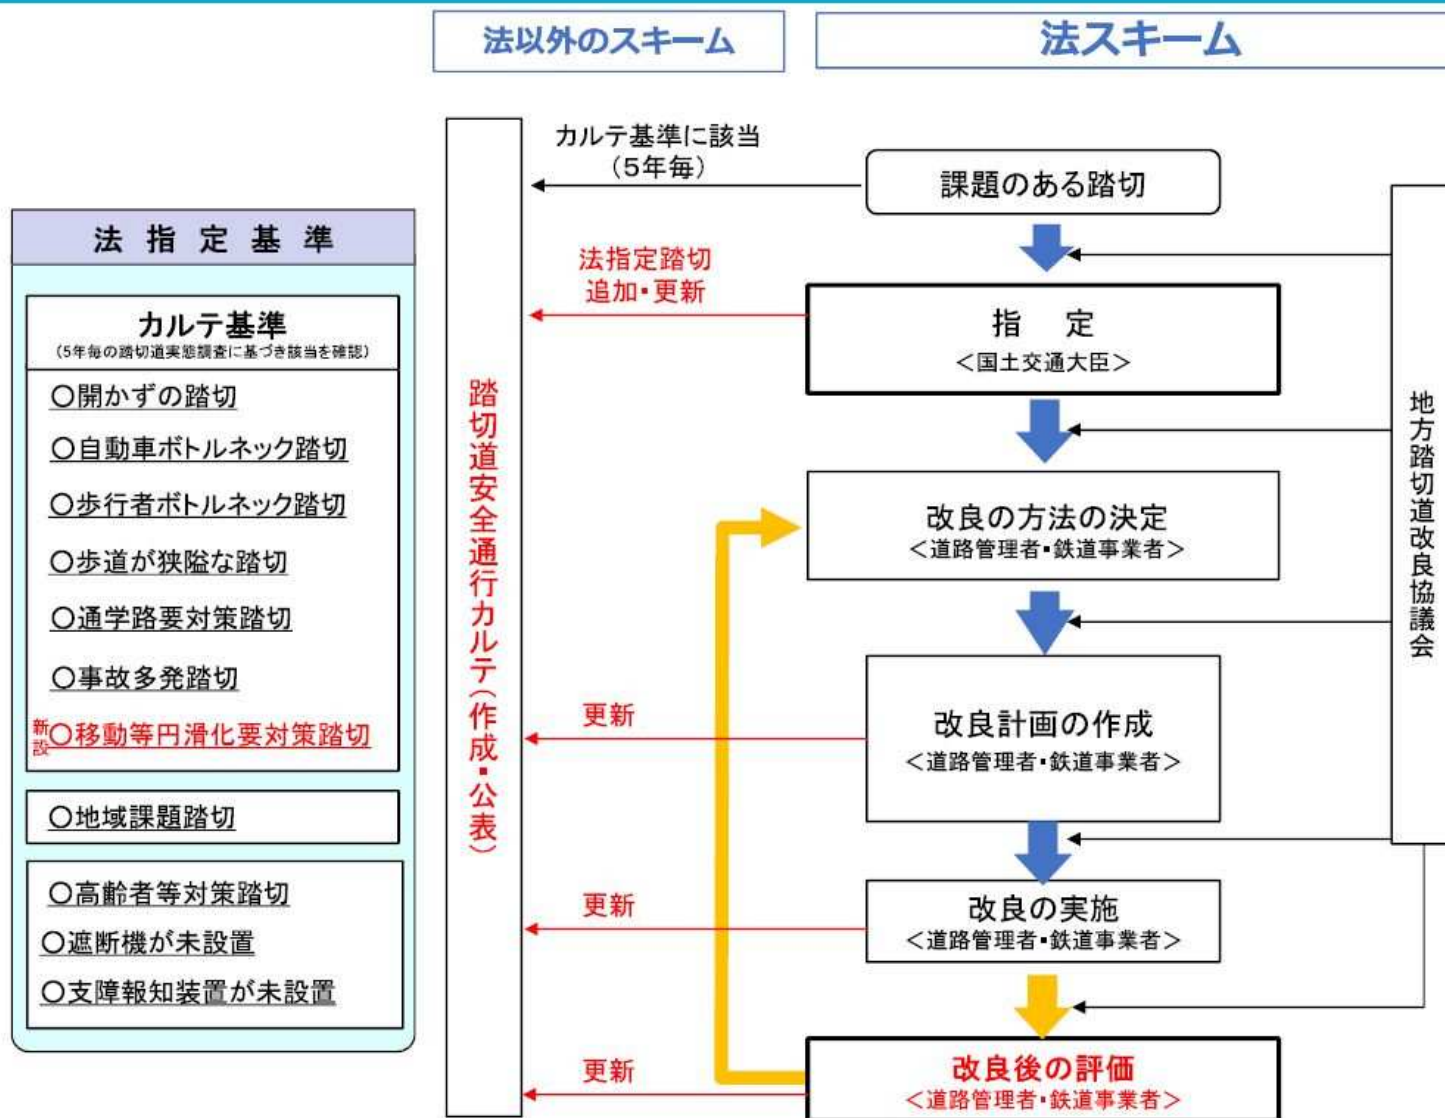 法以外のスキーム
法スキーム
法指定基準
カルテ基準
(5年毎の踏切道実態調査に基づき該当を確認)
○開かずの踏切
○自動車ボトルネック踏切
○歩行者ボトルネック踏切
○歩道が狭隘な踏切
○通学路要対策踏切
○事故多発踏切
新設○移動等円滑化要対策踏切
○地域課題踏切
○高齢者等対策踏切
○遮断機が未設置
○支障報知装置が未設置
踏切道安全通行カルテ(作成・公表)
カルテ基準に該当
(5年毎)
法指定踏切
追加・更新
更新
更新
更新
課題のある踏切
指 定
<国土交通大臣>
改良の方法の決定
<道路管理者・鉄道事業者>
改良計画の作成
<道路管理者・鉄道事業者>
改良の実施
<道路管理者・鉄道事業者>
改良後の評価
<道路管理者・鉄道事業者>
地方踏切道改良協議会